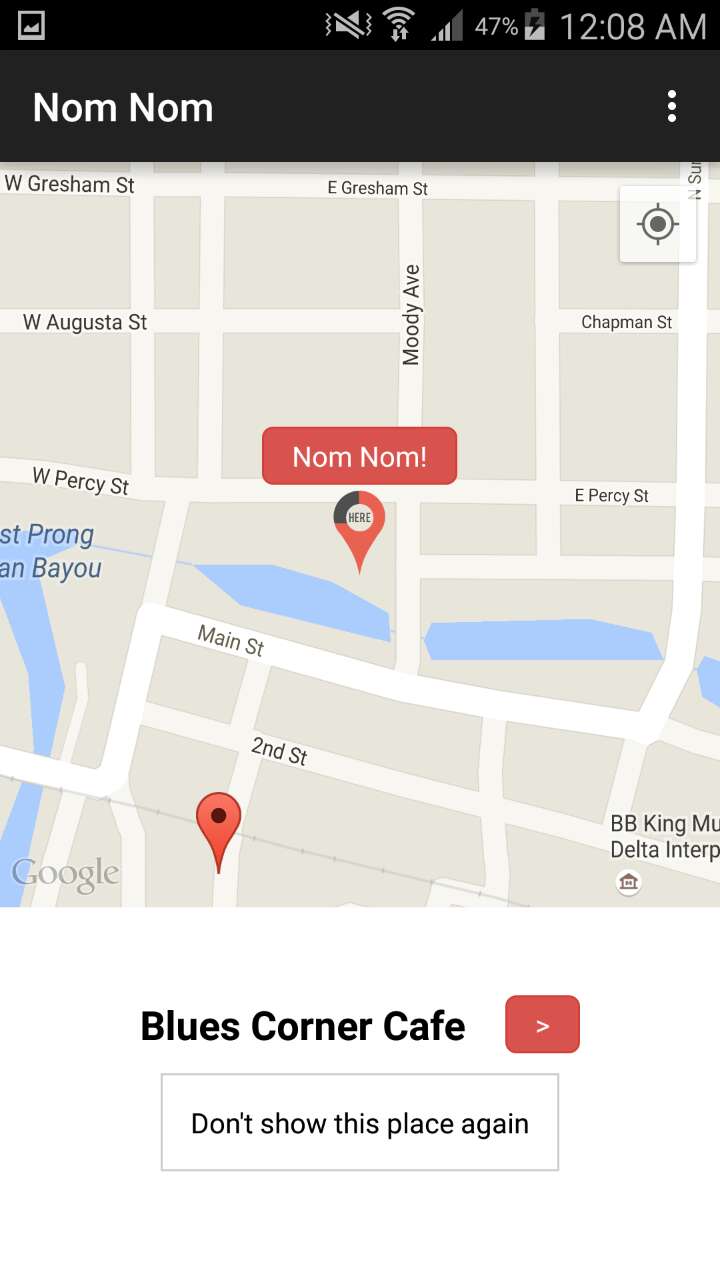 47% 12:08 AM
Nom Nom
W Gresham St
E Gresham St
N Sur
W Augusta St
Moody Ave
Chapman St
Nom Nom!
W Percy St
E Percy St
HERE
st Prong
an Bayou
Main St
2nd St
BB King Mu
Delta Interp
Google
Blues Corner Cafe >
Don't show this place again